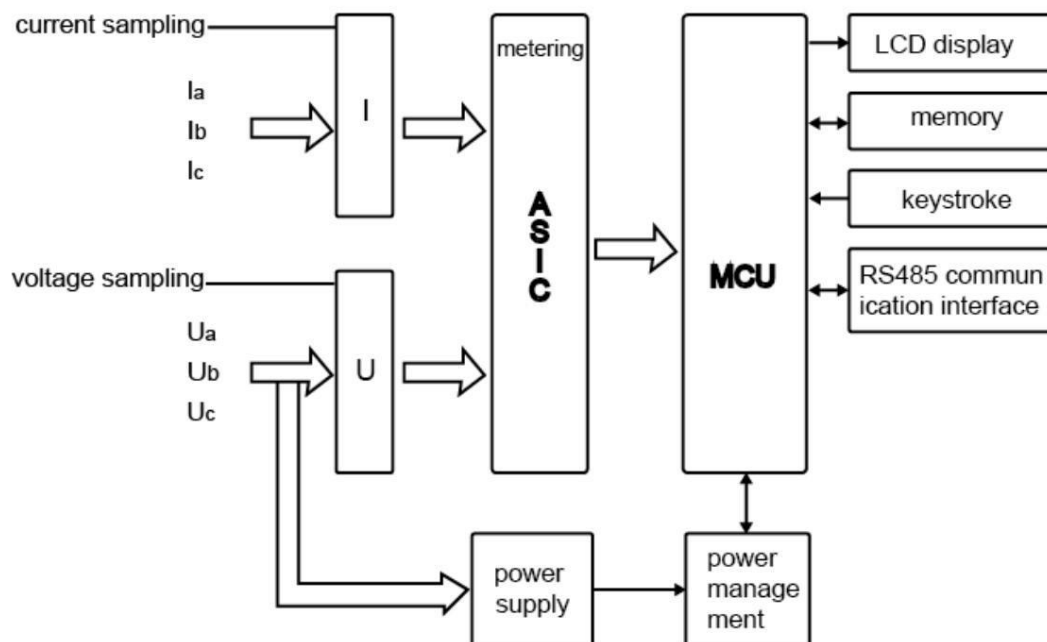 current sampling
Ia
Ib
Ic
I
metering
A
S
I
C
MCU
LCD display
memory
keystroke
RS485 commun
ication interface
voltage sampling
Ua
Ub
Uc
U
power
supply
power
manage
ment